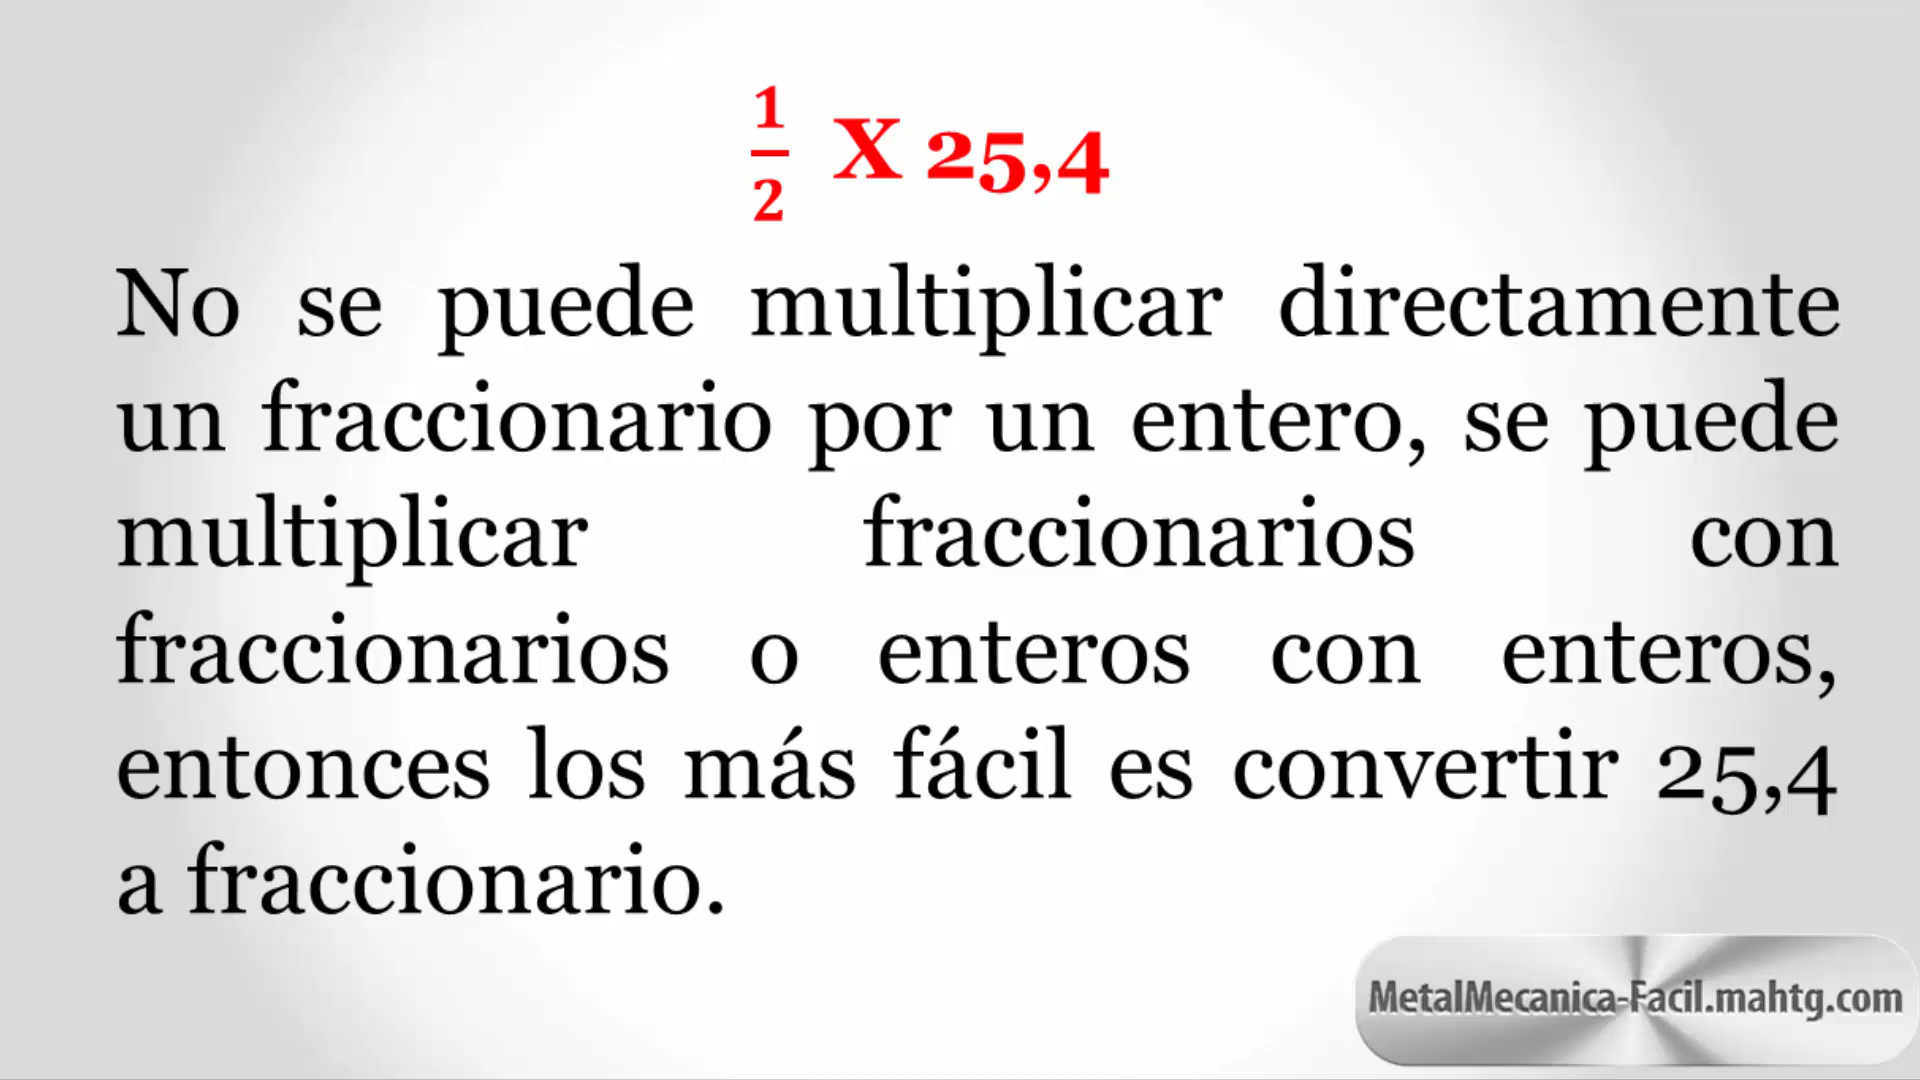 1/2 X 25,4
No se puede multiplicar directamente
un fraccionario por un entero, se puede
multiplicar fraccionarios con
fraccionarios o enteros con enteros,
entonces los más fácil es convertir 25,4
a fraccionario.
MetalMecanica-Facil.mahtg.com